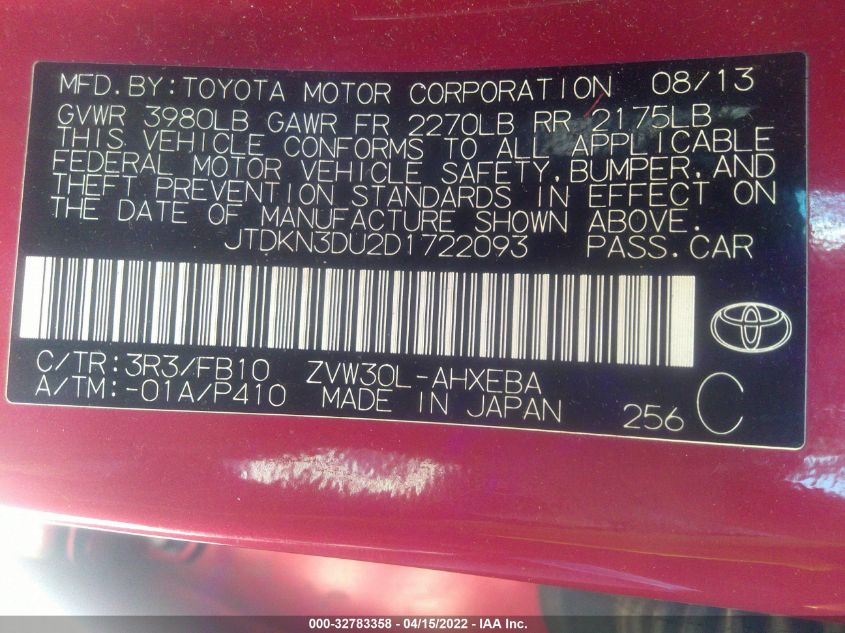 MFD.BY:TOYOTA MOTOR CORPORATION 08/13
GVWR 3980LB GAWR FR 2270LB RR 2175LB
THIS VEHICLE CONFORMS TO ALL APPLICABLE
FEDERAL MOTOR VEHICLE SAFETY,BUMPER,AND
THEFT PREVENTION STANDARDS IN EFFECT ON
THE DATE OF MANUFACTURE SHOWN ABOVE.
JTDKN3DU2D1722093 PASS.CAR
C/TR:3R3/FB10 ZVW30L-AHXEBA
A/TM:-01A/P410 MADE IN JAPAN 256 C
000-32783358 - 04/15/2022 - IAA Inc.